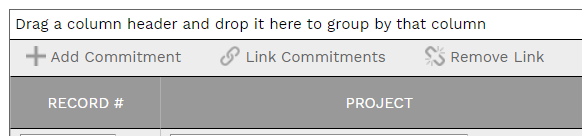 Drag a column header and drop it here to group by that column
Add Commitment Link Commitments Remove Link
RECORD # PROJECT